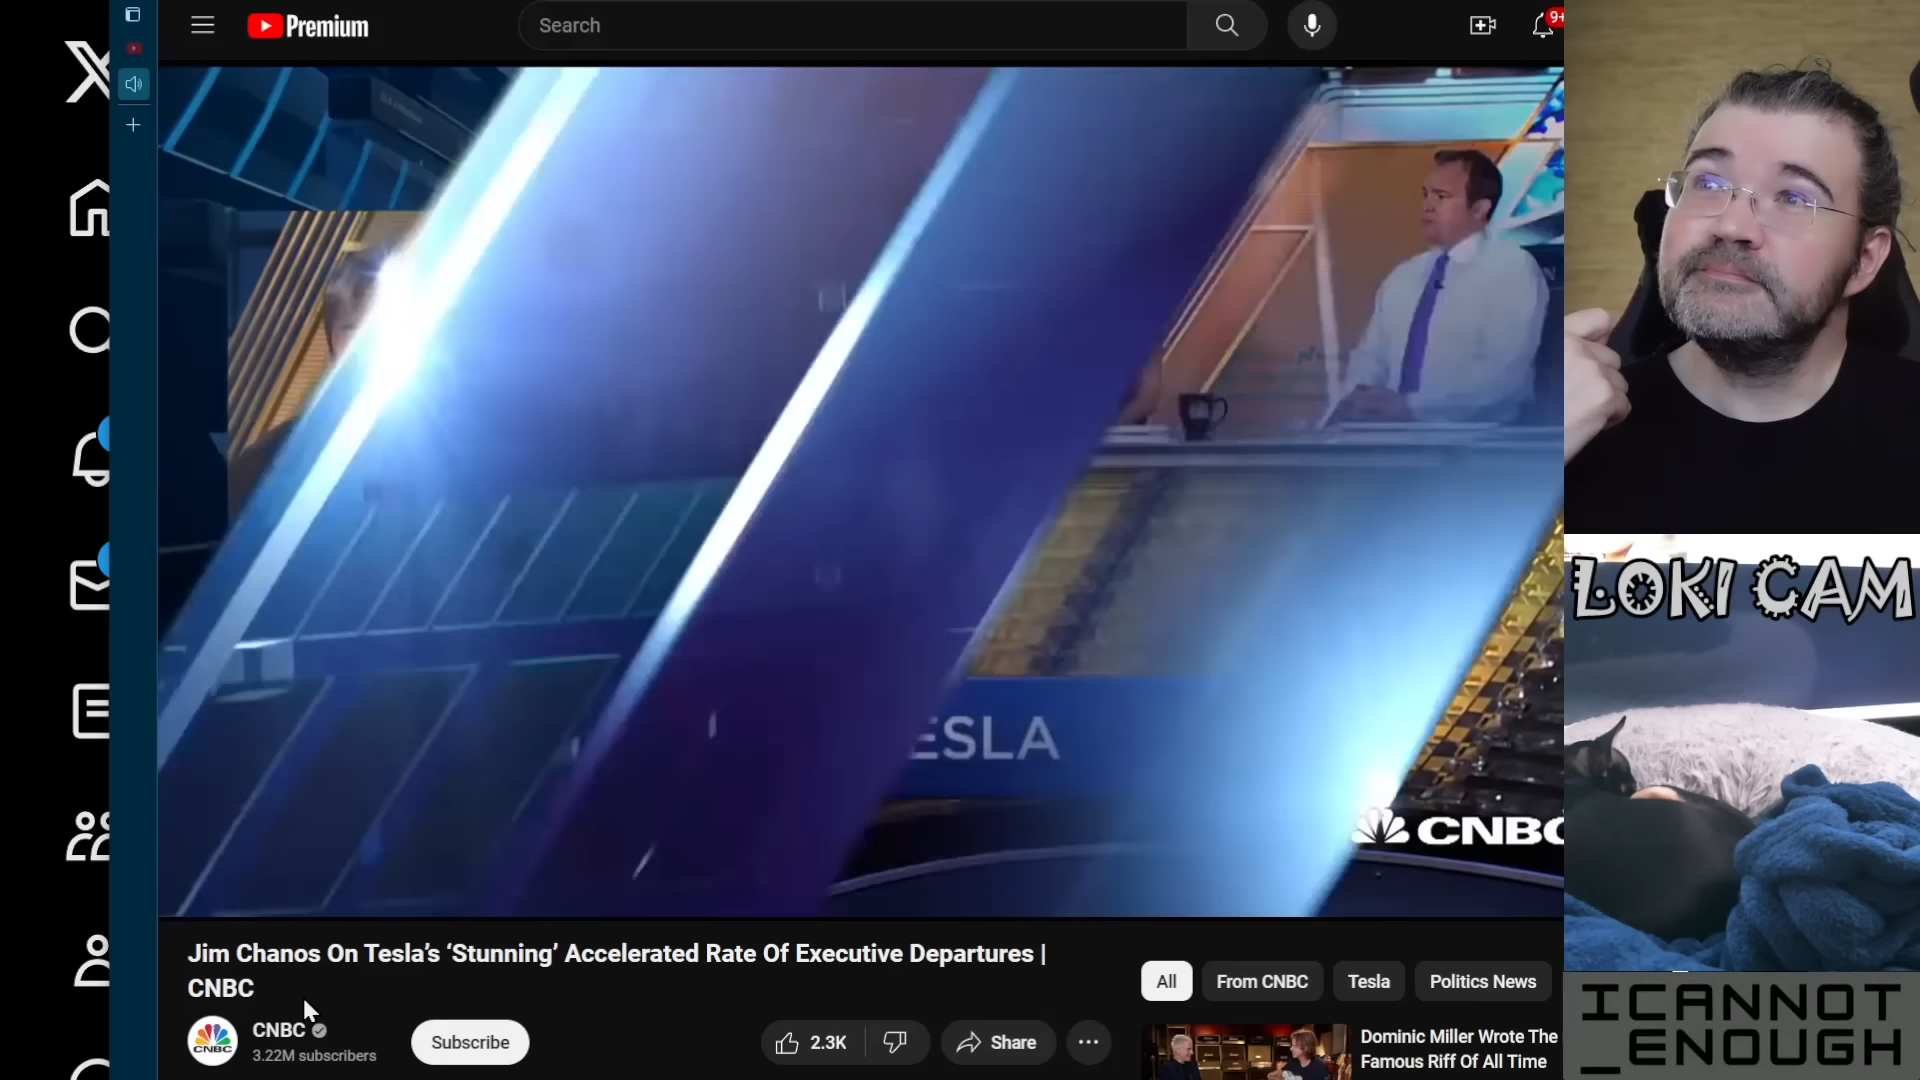 Premium
Search
9+
ESLA
CNBC
Jim Chanos On Tesla's ‘Stunning’ Accelerated Rate Of Executive Departures |
CNBC
CNBC
3.22M subscribers
Subscribe
2.3K
Share
All
From CNBC
Tesla
Politics News
Dominic Miller Wrote The
Famous Riff Of All Time
LOKI CAM
ICANNOT
_ENOUGH